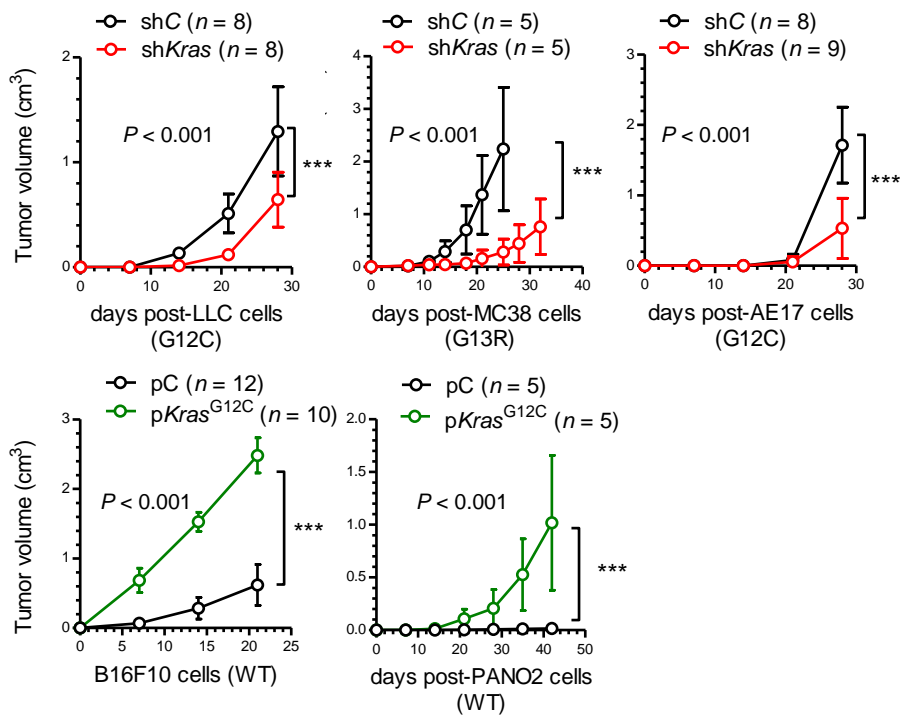 shC (n = 8)
shKras (n = 8)
Tumor volume (cm³)
2
1
0
P < 0.001
***
0 10 20 30
days post-LLC cells
(G12C)
shC (n = 5)
shKras (n = 5)
4
3
2
1
0
P < 0.001
***
0 10 20 30 40
days post-MC38 cells
(G13R)
shC (n = 8)
shKras (n = 9)
3
2
1
0
P < 0.001
***
0 10 20 30
days post-AE17 cells
(G12C)
pC (n = 12)
pKrasᴳ¹²ᶜ (n = 10)
Tumor volume (cm³)
3
2
1
0
P < 0.001
***
0 5 10 15 20 25
B16F10 cells (WT)
pC (n = 5)
pKrasᴳ¹²ᶜ (n = 5)
2.0
1.5
1.0
0.5
0.0
P < 0.001
***
0 10 20 30 40 50
days post-PANO2 cells
(WT)